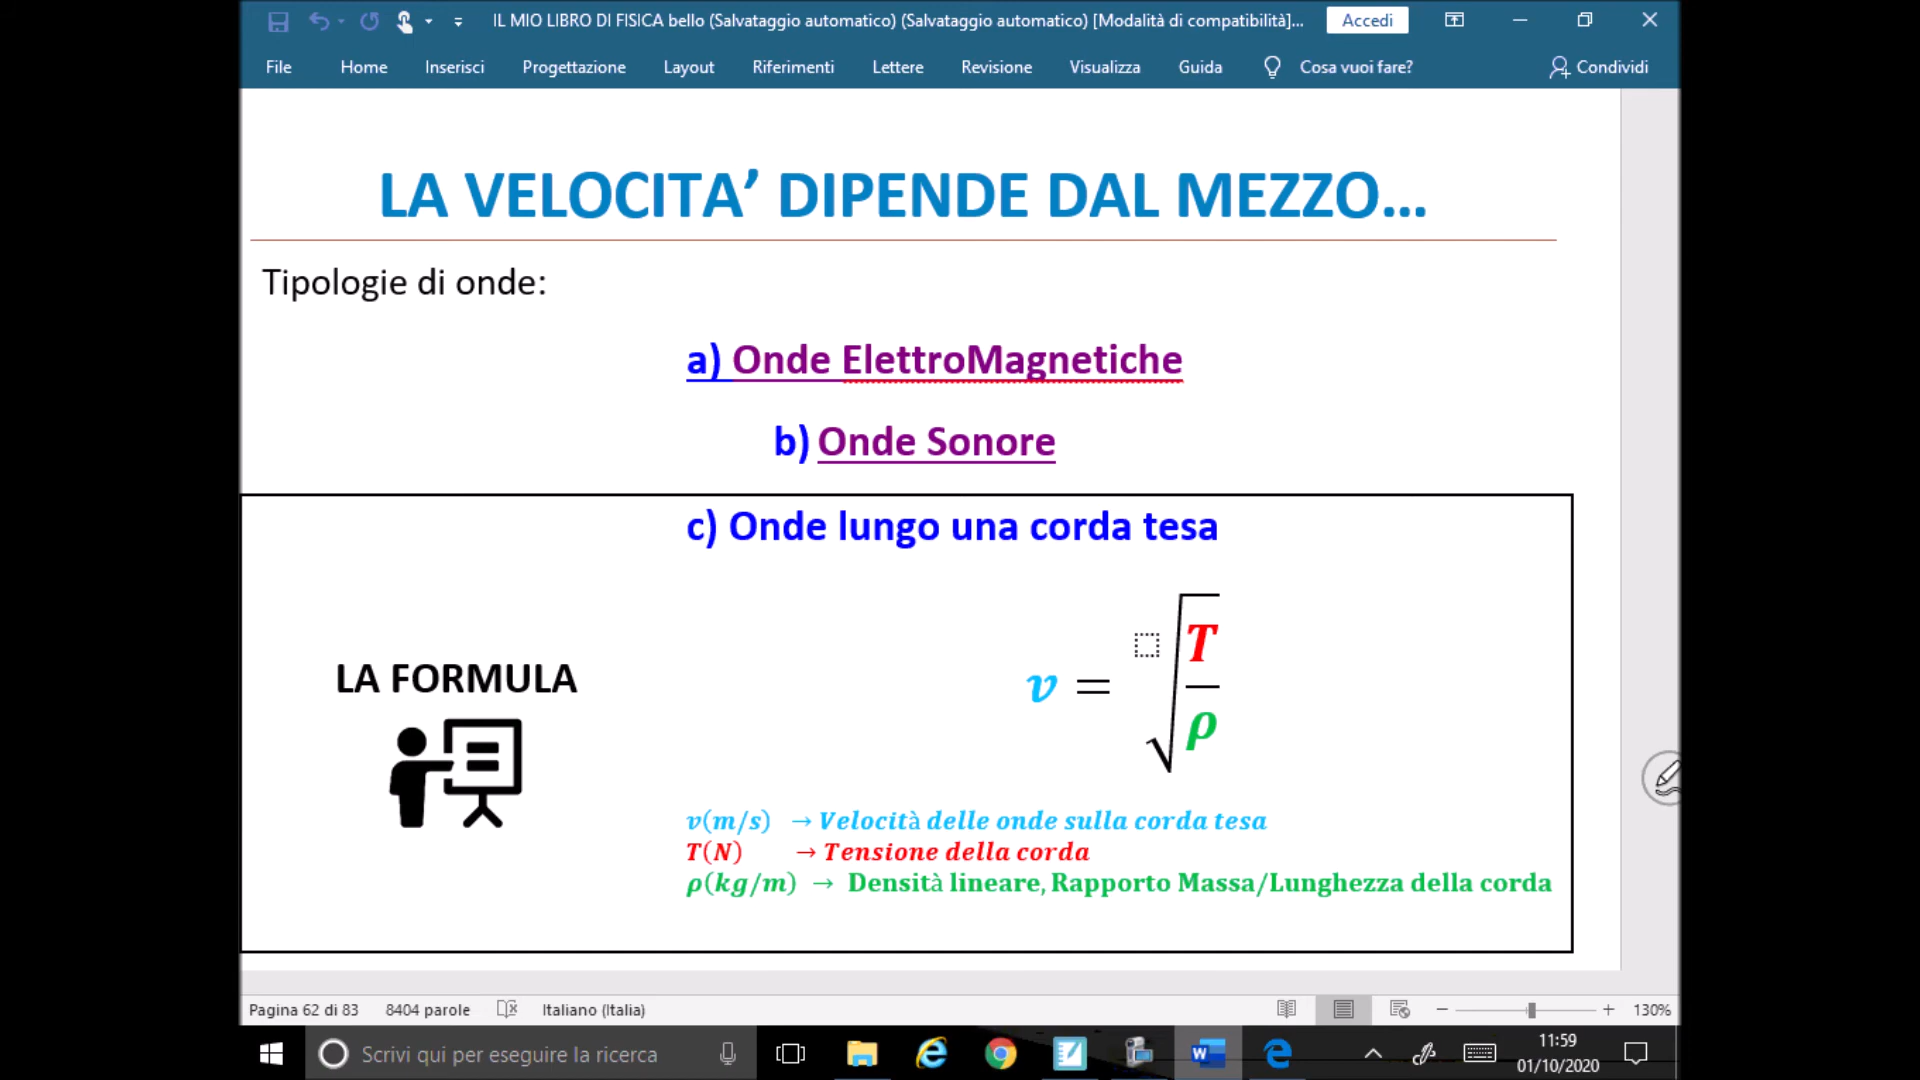 IL MIO LIBRO DI FISICA bello (Salvataggio automatico) (Salvataggio automatico) [Modalità di compatibilità]...
Accedi
File Home Inserisci Progettazione Layout Riferimenti Lettere Revisione Visualizza Guida Cosa vuoi fare? Condividi
LA VELOCITA’ DIPENDE DAL MEZZO...
Tipologie di onde:
a) Onde ElettroMagnetiche
b) Onde Sonore
c) Onde lungo una corda tesa
LA FORMULA
v = √T/ρ
v(m/s) → Velocità delle onde sulla corda tesa
T(N) → Tensione della corda
ρ(kg/m) → Densità lineare, Rapporto Massa/Lunghezza della corda
Pagina 62 di 83 8404 parole Italiano (Italia) 130%
Scrivi qui per eseguire la ricerca
11:59
01/10/2020